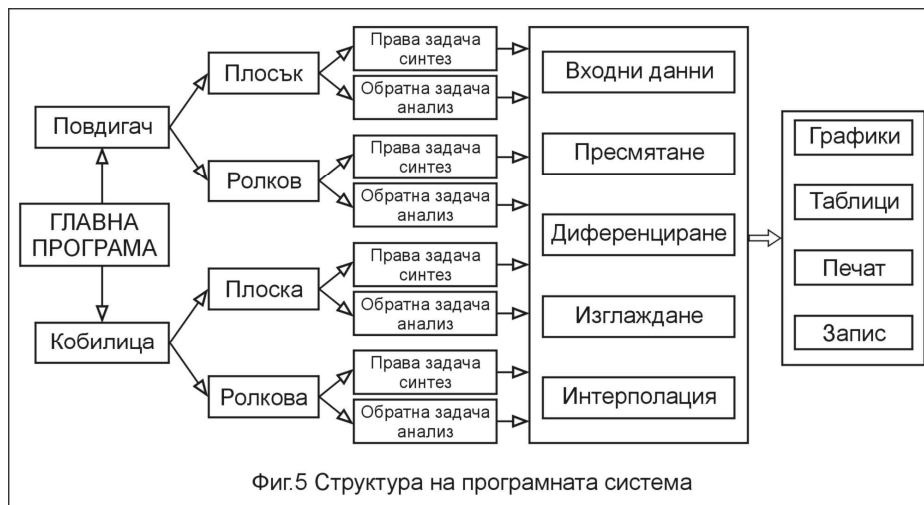 Повдигач
ГЛАВНА
ПРОГРАМА
Кобилица
Плосък
Ролков
Плоска
Ролкова
Права задача
синтез
Обратна задача
анализ
Права задача
синтез
Обратна задача
анализ
Права задача
синтез
Обратна задача
анализ
Права задача
синтез
Обратна задача
анализ
Входни данни
Пресмятане
Диференциране
Изглаждане
Интерполация
Графики
Таблици
Печат
Запис
Фиг.5 Структура на програмната система